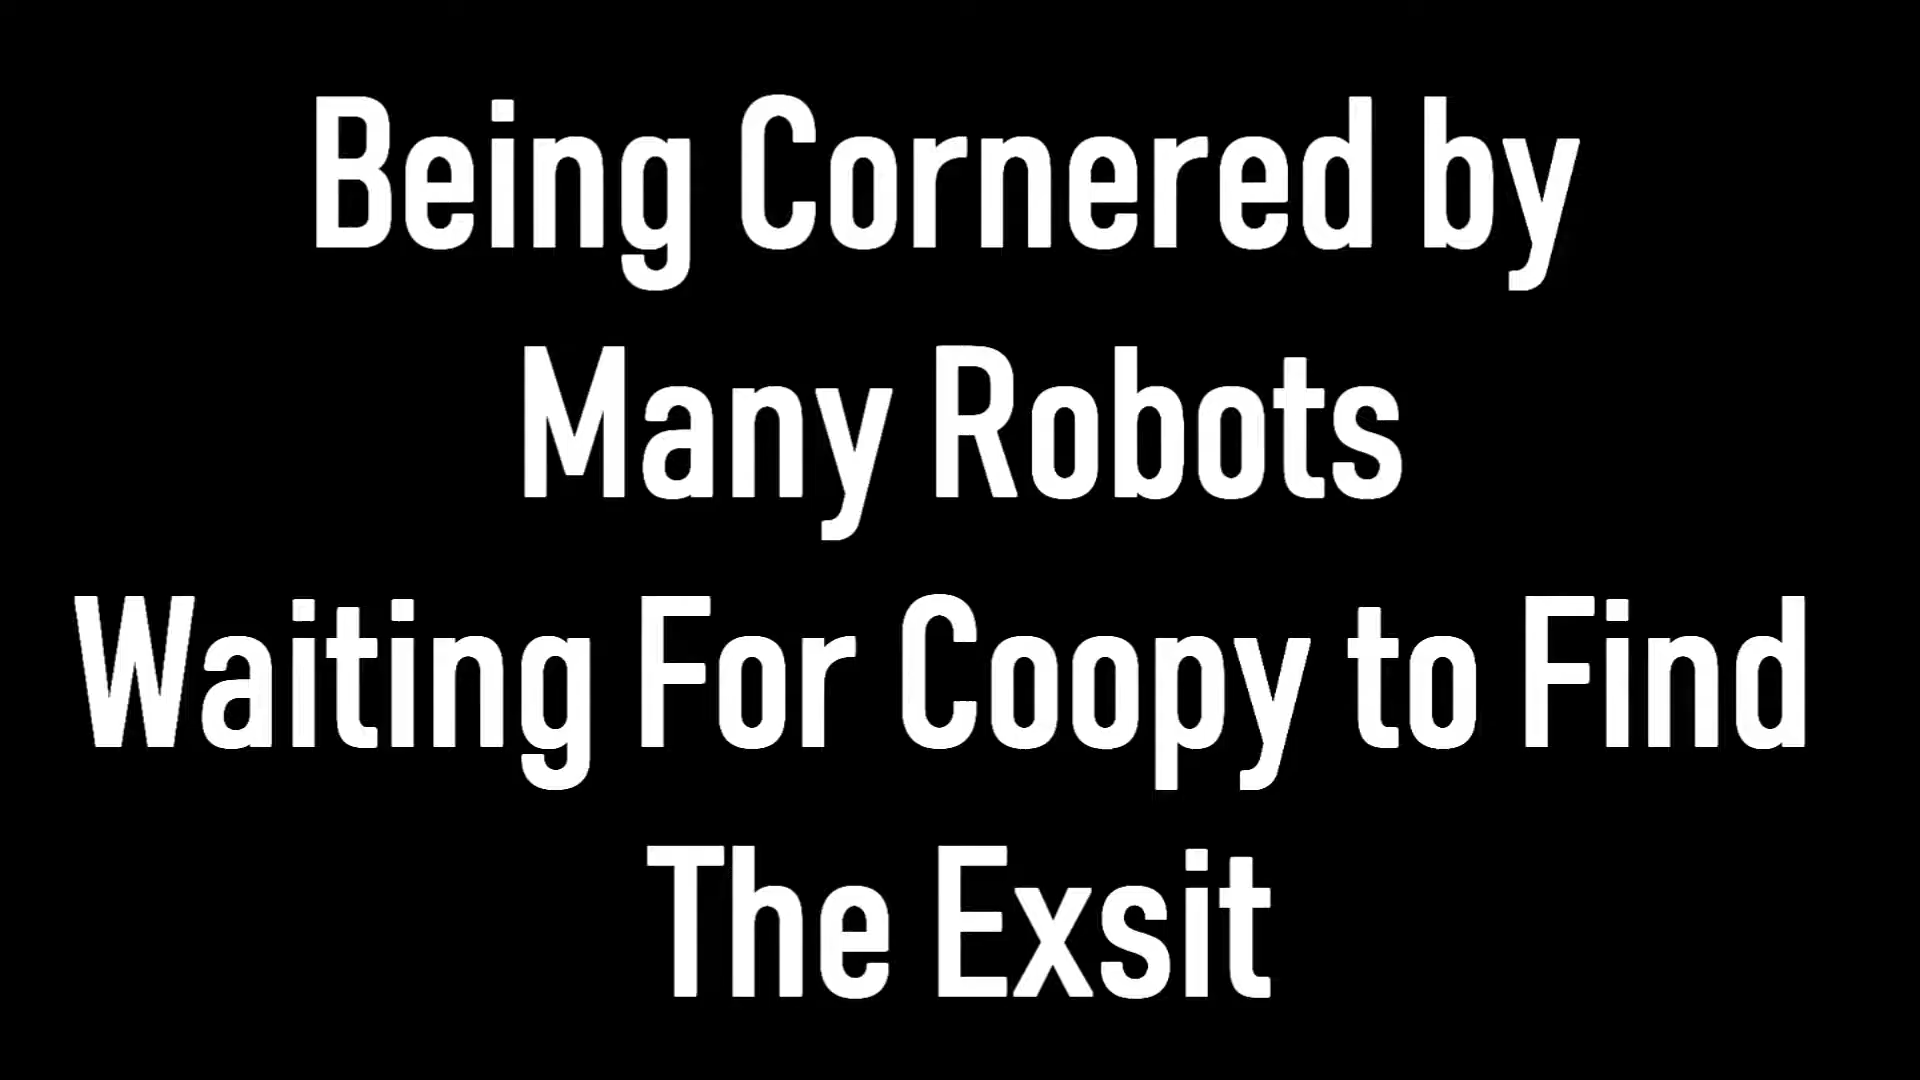 Being Cornered by
Many Robots
Waiting For Coopy to Find
The Exsit